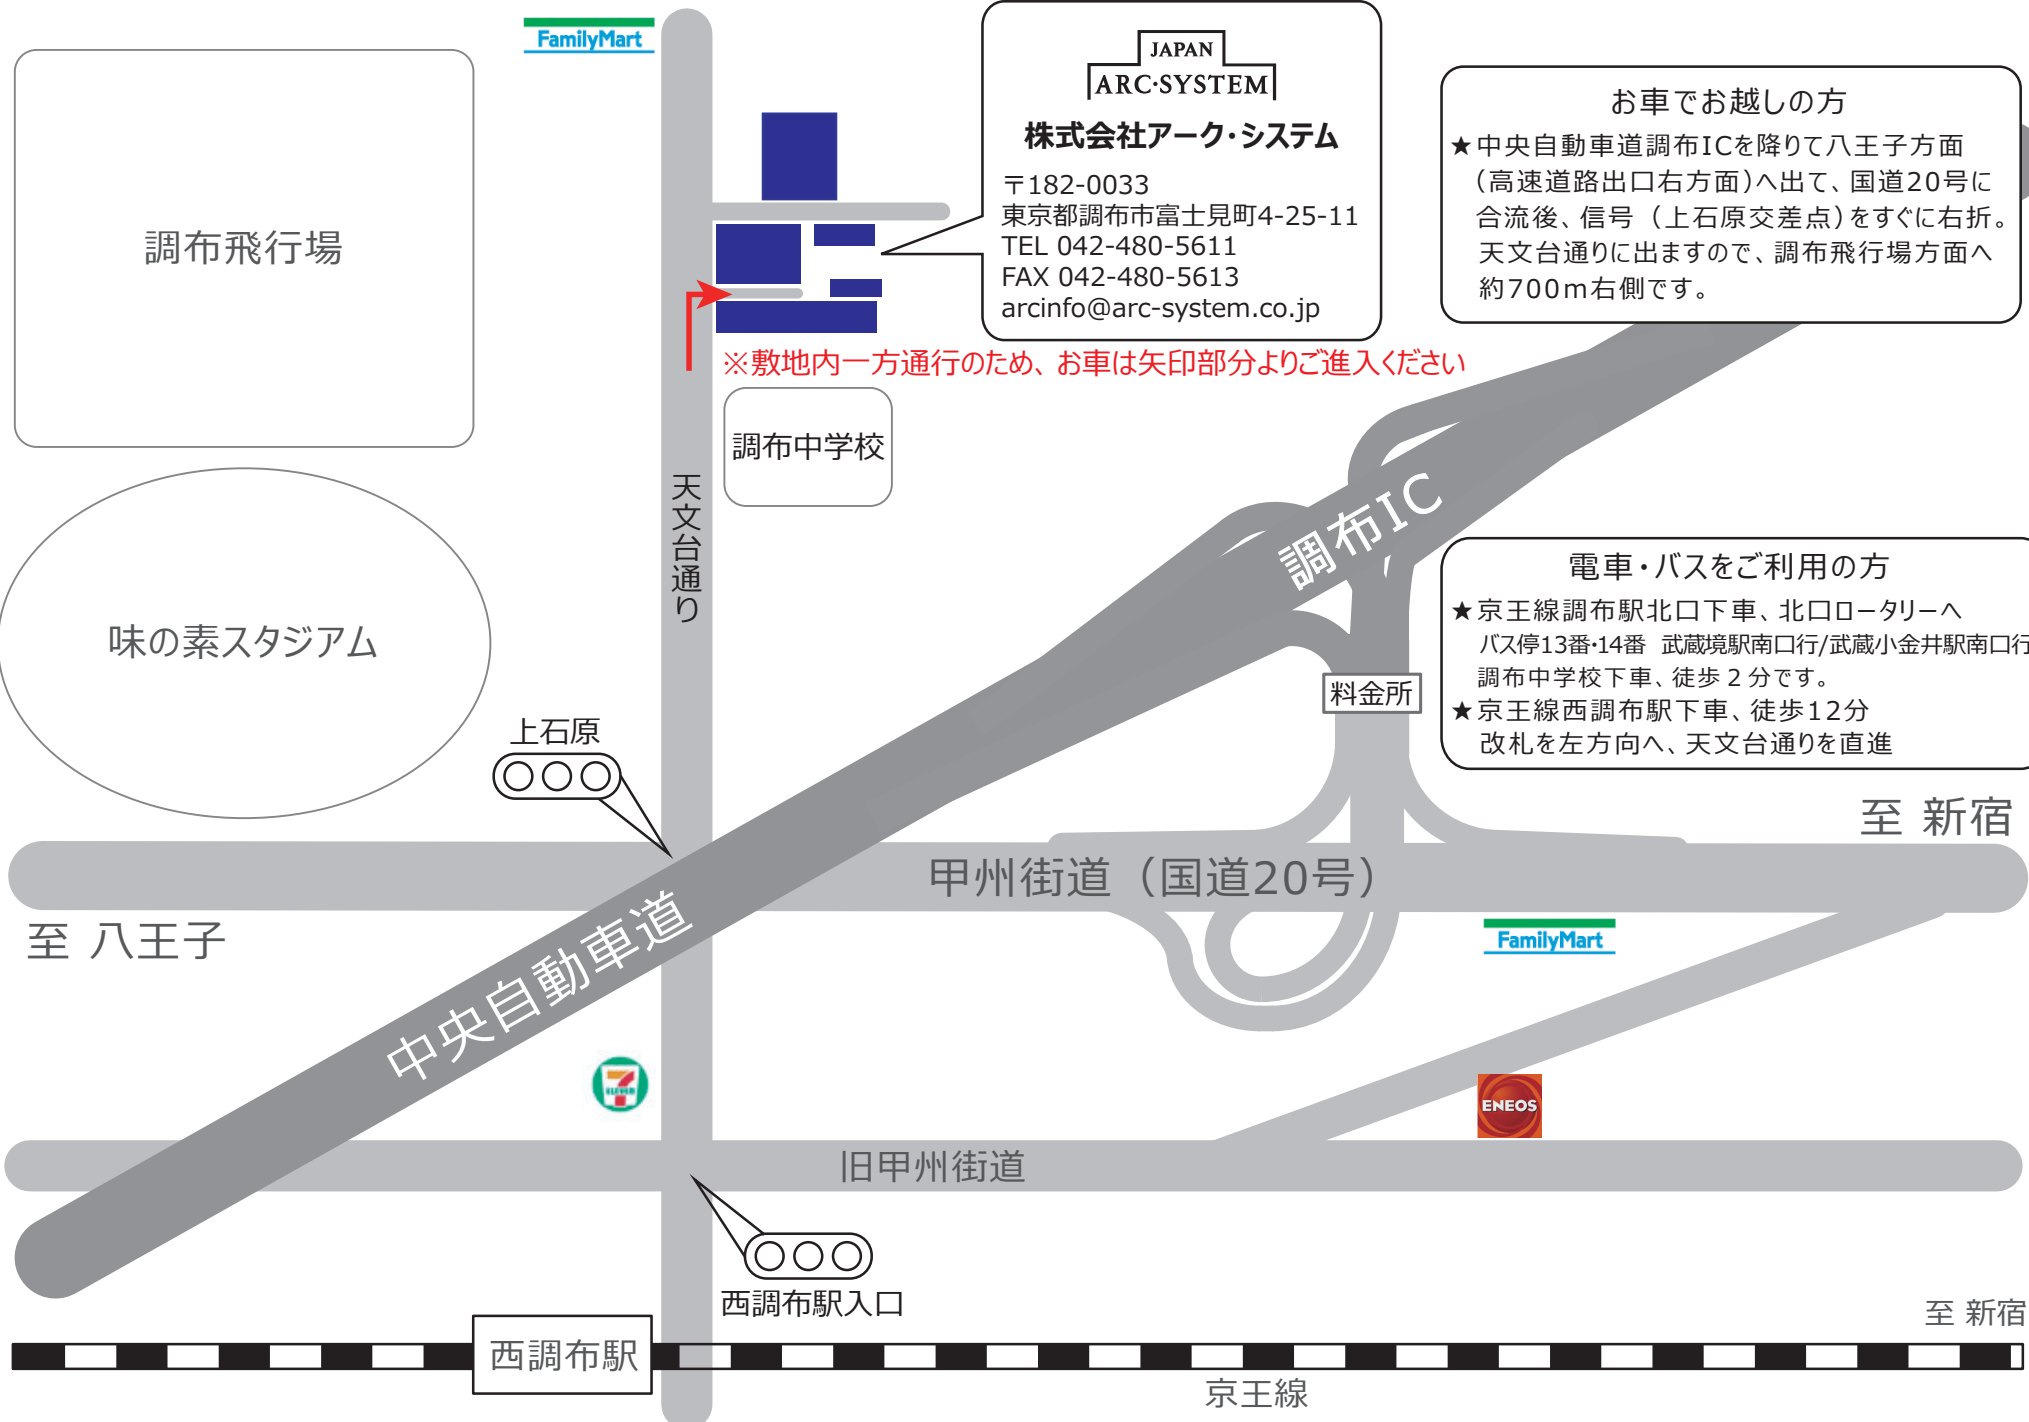 FamilyMart
JAPAN
ARC·SYSTEM
株式会社アーク・システム
〒182-0033
東京都調布市富士見町4-25-11
TEL 042-480-5611
FAX 042-480-5613
arcinfo@arc-system.co.jp
お車でお越しの方
★中央自動車道調布ICを降りて八王子方面
(高速道路出口右方面)へ出て、国道20号に
合流後、信号（上石原交差点)をすぐに右折。
天文台通りに出ますので、調布飛行場方面へ
約700m右側です。
調布飛行場
※敷地内一方通行のため、お車は矢印部分よりご進入ください
調布中学校
天文台通り
調布IC
味の素スタジアム
電車・バスをご利用の方
★京王線調布駅北口下車、北口ロータリーへ
バス停13番・14番 武蔵境駅南口行/武蔵小金井駅南口行
調布中学校下車、徒歩２分です。
★京王線西調布駅下車、徒歩12分
改札を左方向へ、天文台通りを直進
料金所
上石原
至 新宿
甲州街道（国道20号）
至 八王子
中央自動車道
FamilyMart
7
ELEVEN
ENEOS
旧甲州街道
西調布駅入口
至 新宿
西調布駅
京王線